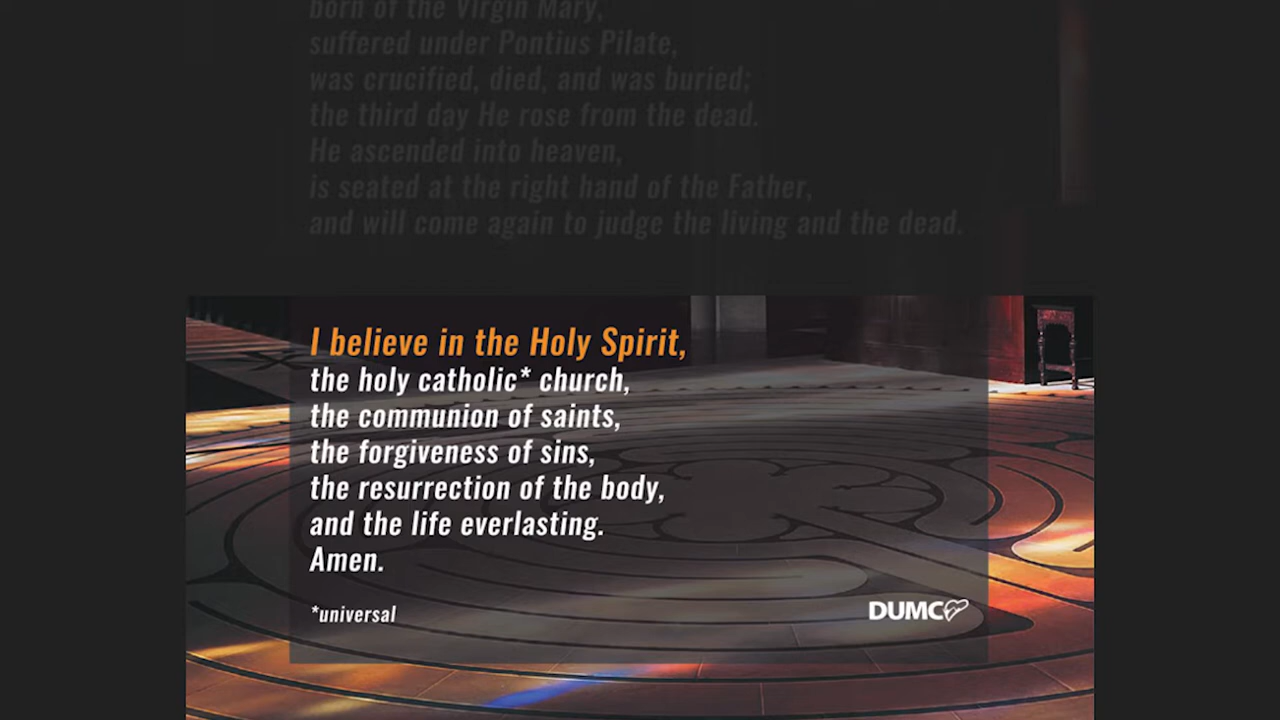 born of the Virgin Mary,
suffered under Pontius Pilate,
was crucified, died, and was buried;
the third day He rose from the dead.
He ascended into heaven,
is seated at the right hand of the Father,
and will come again to judge the living and the dead.
I believe in the Holy Spirit,
the holy catholic* church,
the communion of saints,
the forgiveness of sins,
the resurrection of the body,
and the life everlasting.
Amen.
*universal
DUMC